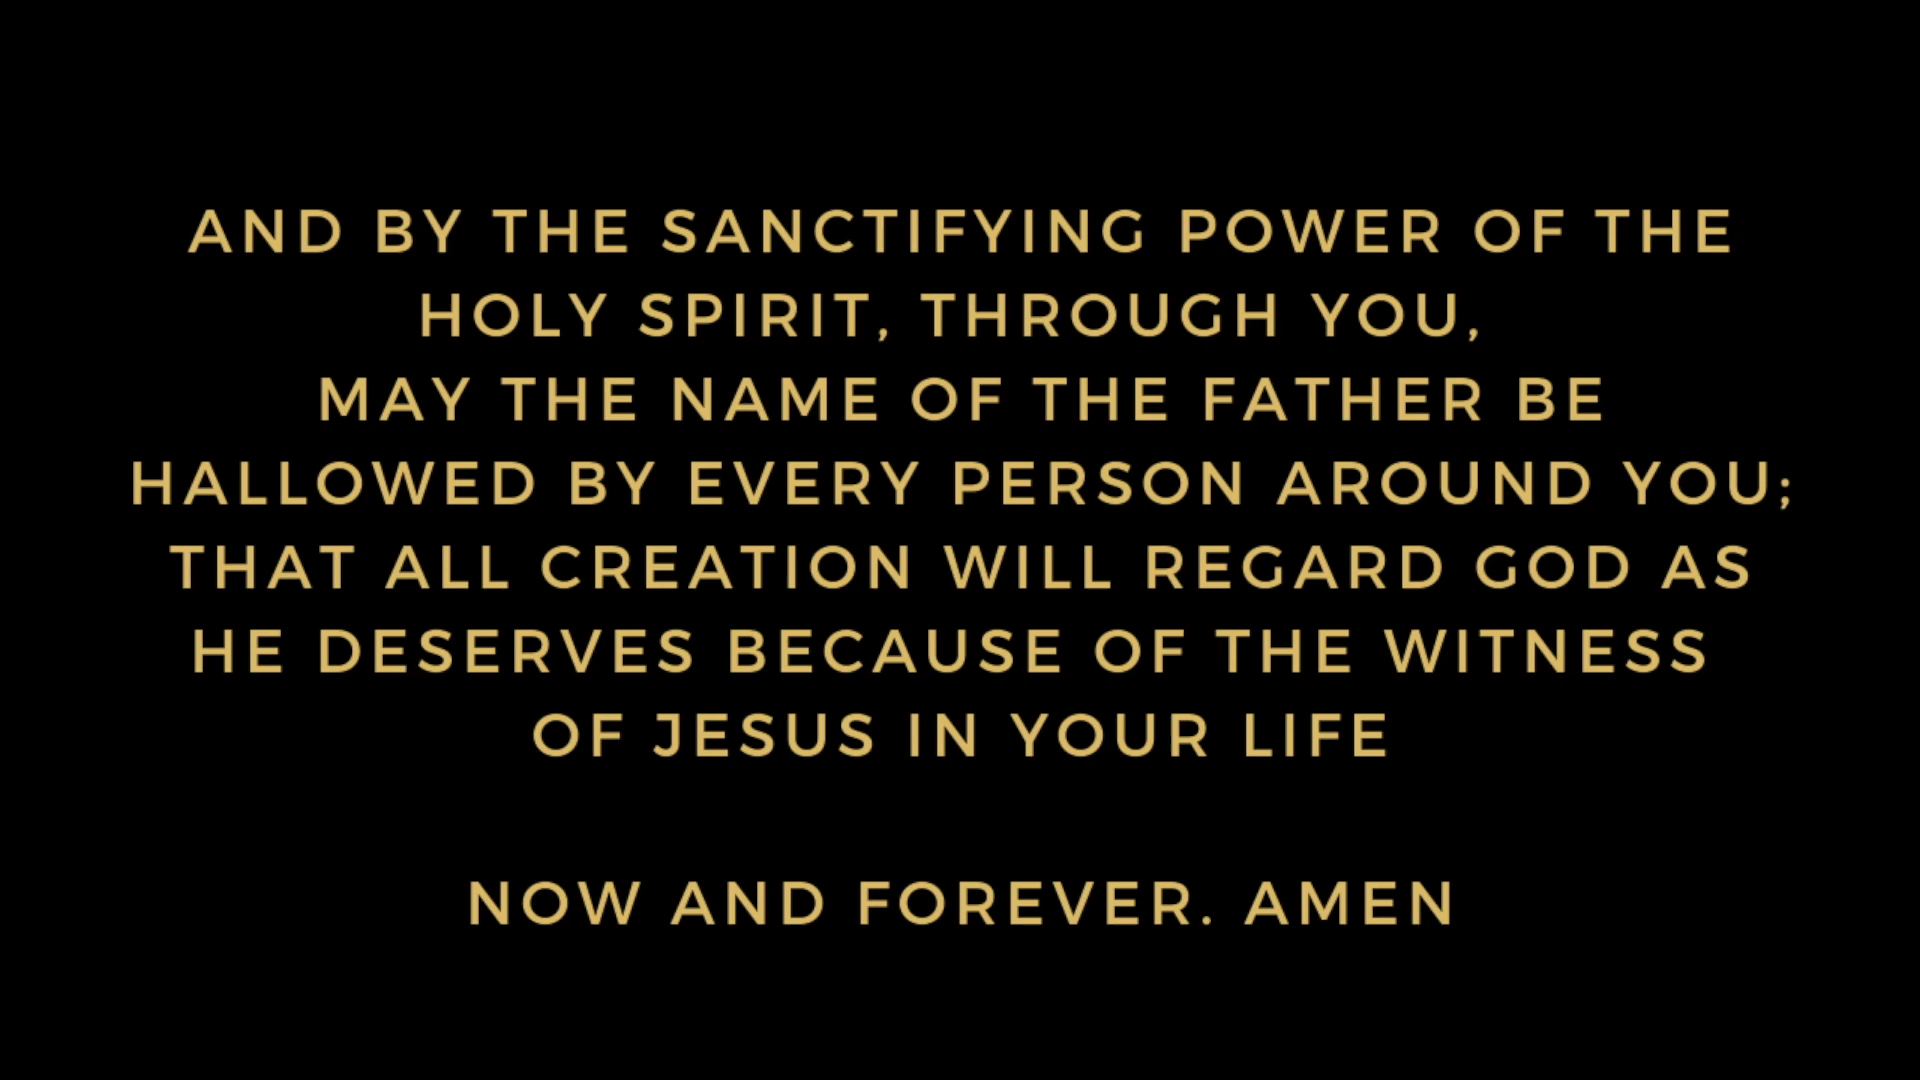 AND BY THE SANCTIFYING POWER OF THE
HOLY SPIRIT, THROUGH YOU,
MAY THE NAME OF THE FATHER BE
HALLOWED BY EVERY PERSON AROUND YOU;
THAT ALL CREATION WILL REGARD GOD AS
HE DESERVES BECAUSE OF THE WITNESS
OF JESUS IN YOUR LIFE
NOW AND FOREVER. AMEN